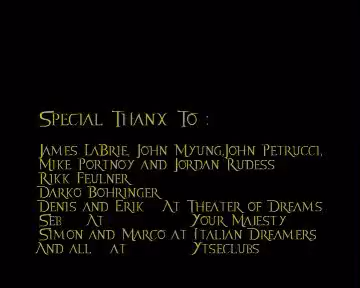 Special Thanx To :
James LaBrie, John Myung,John Petrucci,
Mike Portnoy and Jordan Rudess
Rikk Feulner
Darko Bohringer
Denis and Erik At Theater of Dreams
Seb At Your Majesty
Simon and Marco at Italian Dreamers
And all at Ytseclubs